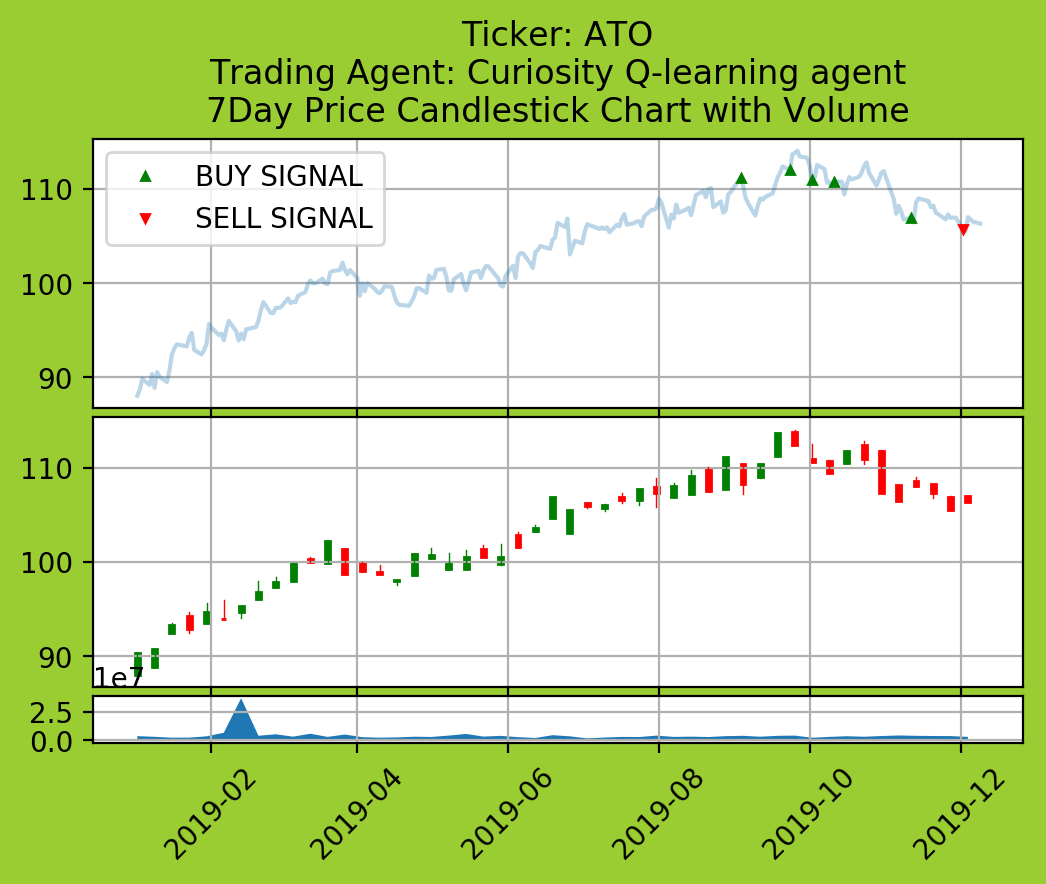 Ticker: ATO
Trading Agent: Curiosity Q-learning agent
7Day Price Candlestick Chart with Volume
BUY SIGNAL
SELL SIGNAL
110
100
90
110
100
90
1e7
2.5
0.0
2019-02
2019-04
2019-06
2019-08
2019-10
2019-12